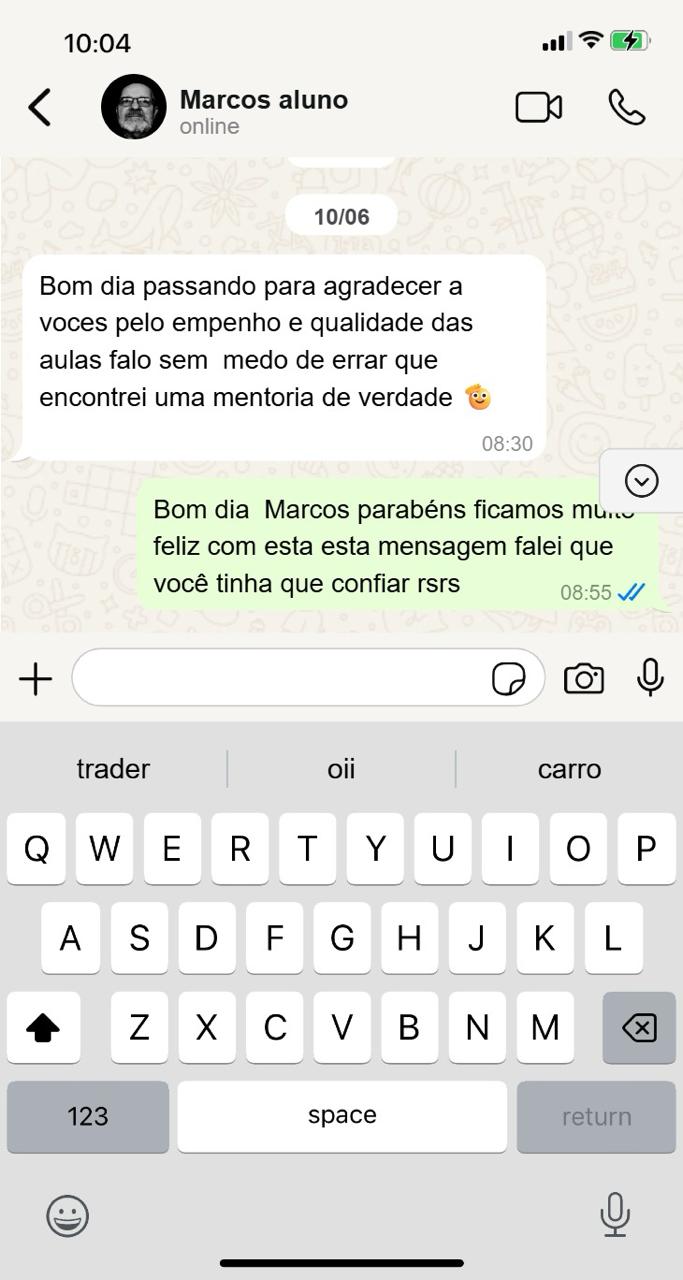 10:04
Marcos aluno
online
10/06
Bom dia passando para agradecer a
voces pelo empenho e qualidade das
aulas falo sem  medo de errar que
encontrei uma mentoria de verdade
08:30
Bom dia  Marcos parabéns ficamos muito
feliz com esta esta mensagem falei que
você tinha que confiar rsrs
08:55
trader oii carro
Q W E R T Y U I O P
A S D F G H J K L
Z X C V B N M
123 space return